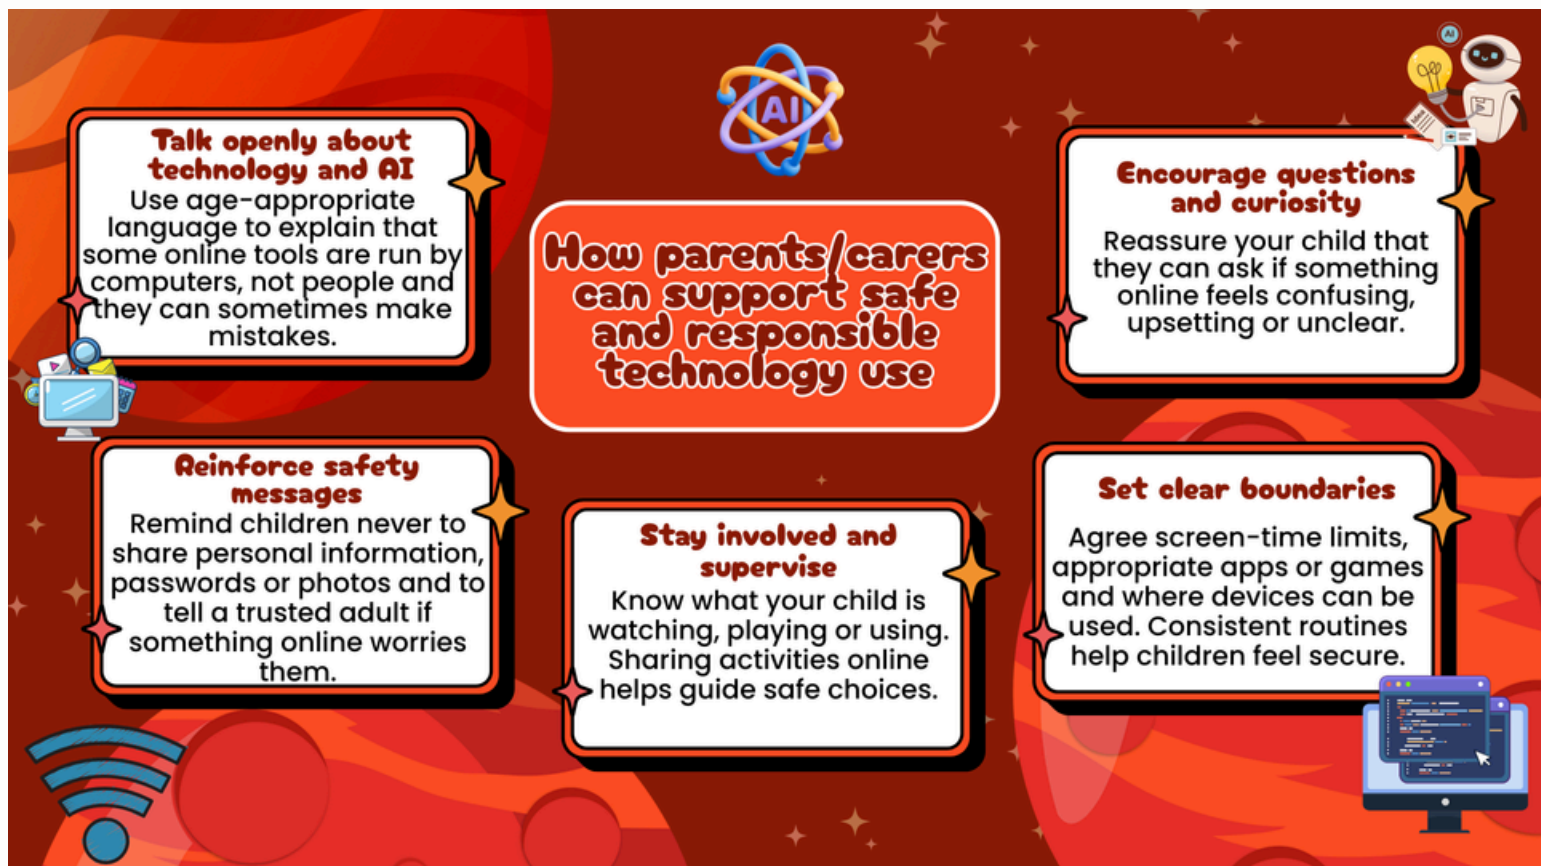 AI
How parents/carers
can support safe
and responsible
technology use
Talk openly about
technology and AI
Use age-appropriate
language to explain that
some online tools are run by
computers, not people and
they can sometimes make
mistakes.
AI
Idea
Encourage questions
and curiosity
Reassure your child that
they can ask if something
online feels confusing,
upsetting or unclear.
Reinforce safety
messages
Remind children never to
share personal information,
passwords or photos and to
tell a trusted adult if
something online worries
them.
Stay involved and
supervise
Know what your child is
watching, playing or using.
Sharing activities online
helps guide safe choices.
Set clear boundaries
Agree screen-time limits,
appropriate apps or games
and where devices can be
used. Consistent routines
help children feel secure.